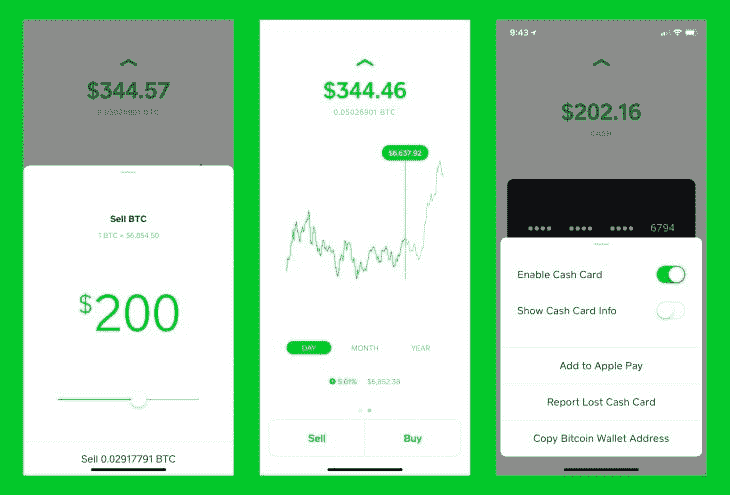 $344.57
0.05026901 BTC
Sell BTC
1 BTC = $6,854.50
$200
Sell 0.02917791 BTC
$344.46
0.05026901 BTC
$6,637.92
DAY
MONTH
YEAR
5.01%
$6,852.38
Sell
Buy
9:43
$202.16
CASH
6794
Enable Cash Card
Show Cash Card Info
Add to Apple Pay
Report Lost Cash Card
Copy Bitcoin Wallet Address